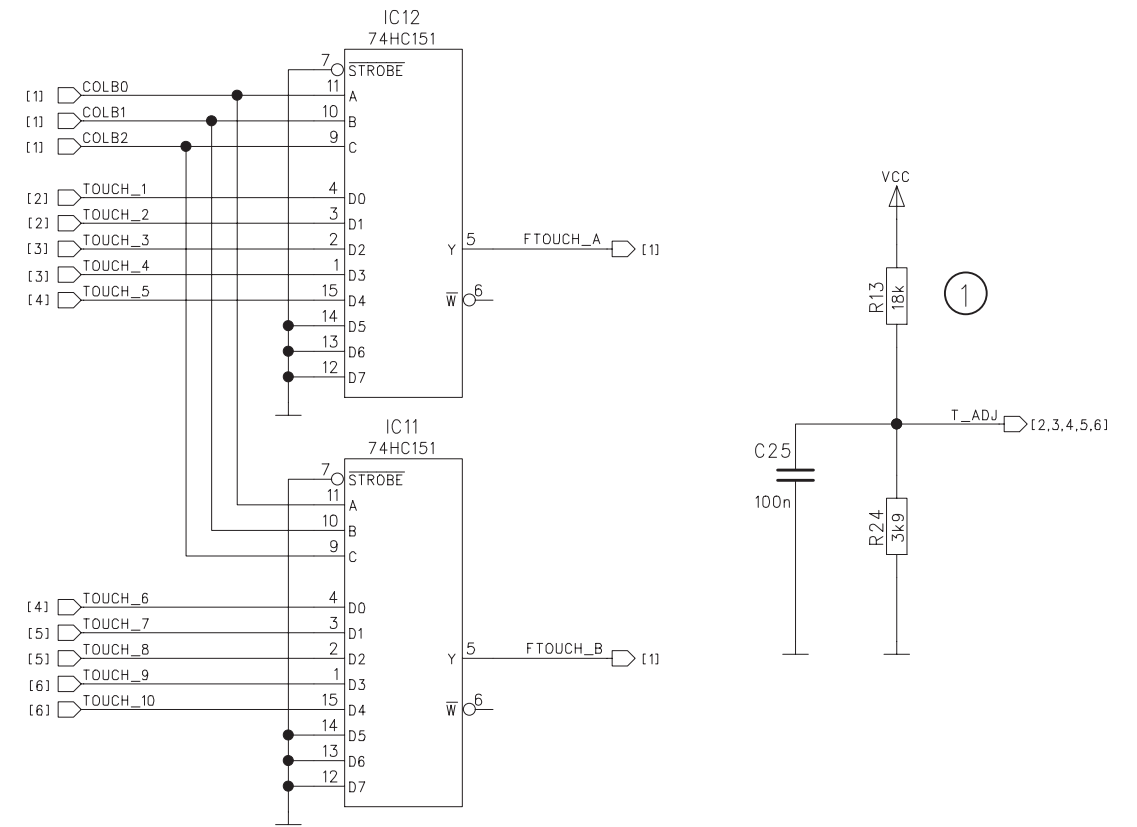 IC12
74HC151
7 STROBE
[1] COLB0 11 A
[1] COLB1 10 B
[1] COLB2 9 C
[2] TOUCH_1 4 D0
[2] TOUCH_2 3 D1
[3] TOUCH_3 2 D2
Y 5 FTOUCH_A [1]
[3] TOUCH_4 1 D3
[4] TOUCH_5 15 D4
W 6
14 D5
13 D6
12 D7
IC11
74HC151
7 STROBE
11 A
10 B
9 C
[4] TOUCH_6 4 D0
[5] TOUCH_7 3 D1
[5] TOUCH_8 2 D2
Y 5 FTOUCH_B [1]
[6] TOUCH_9 1 D3
[6] TOUCH_10 15 D4
W 6
14 D5
13 D6
12 D7
VCC
R13 18k
1
T_ADJ [2,3,4,5,6]
C25
100n
R24 3k9